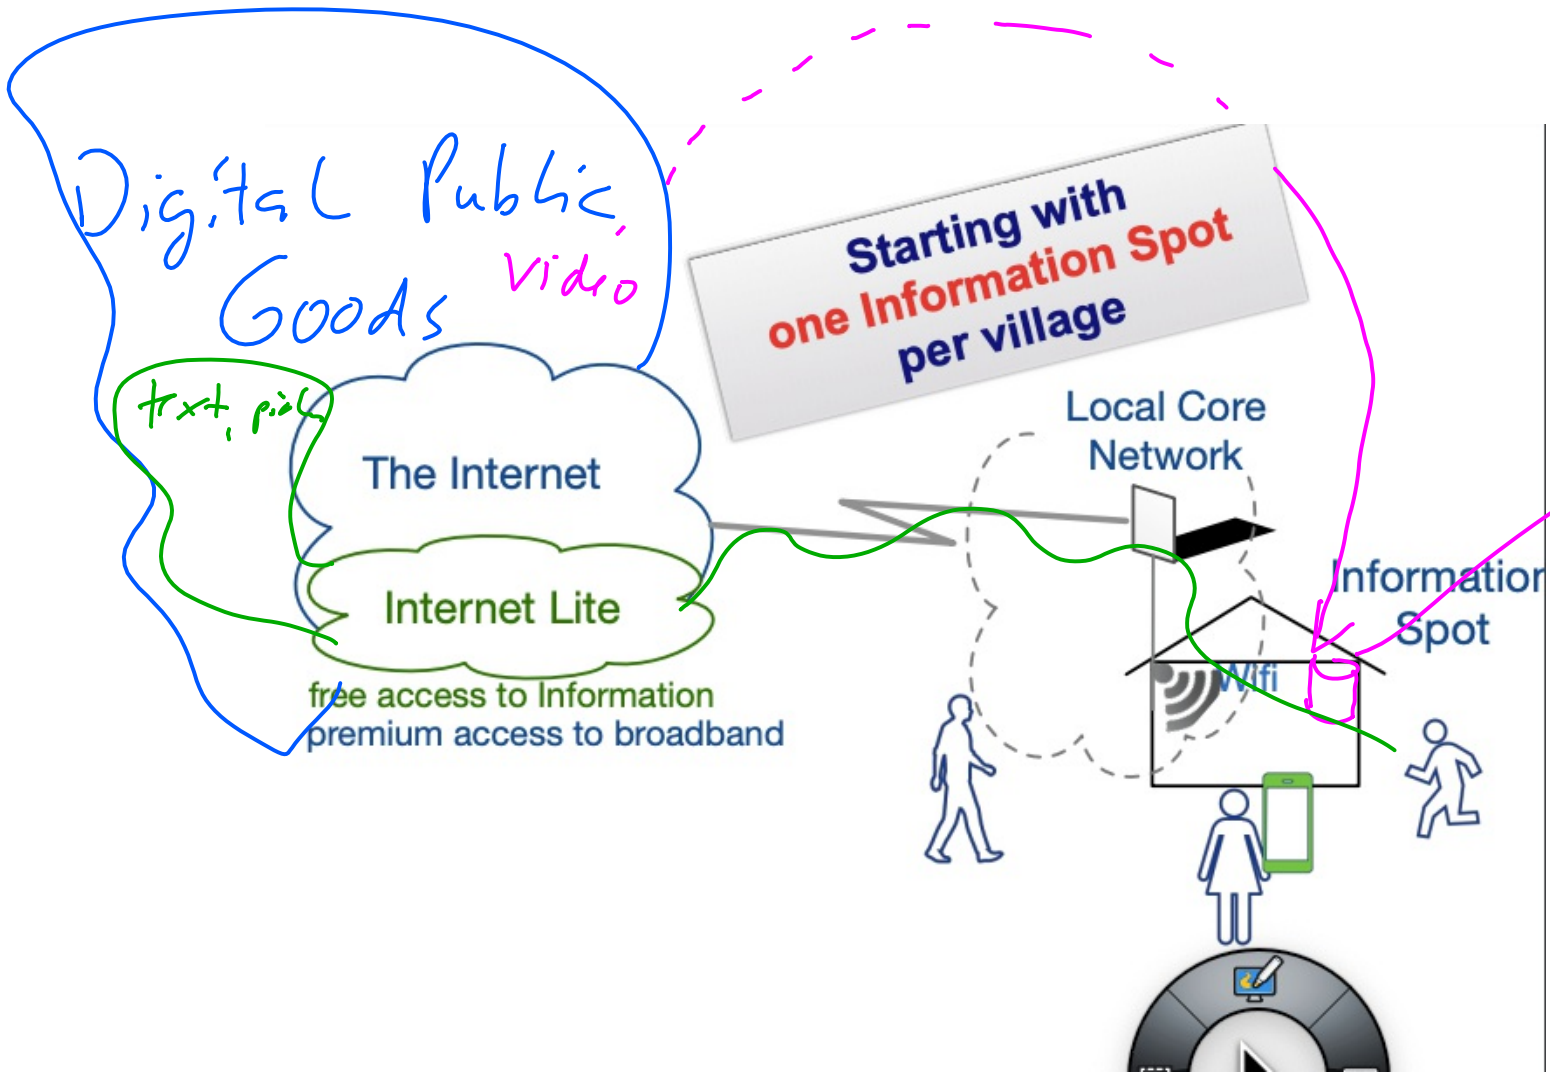 Digital Public
Goods
video
text, pict
Starting with
one Information Spot
per village
The Internet
Internet Lite
free access to Information
premium access to broadband
Local Core
Network
Information
Spot
Wifi